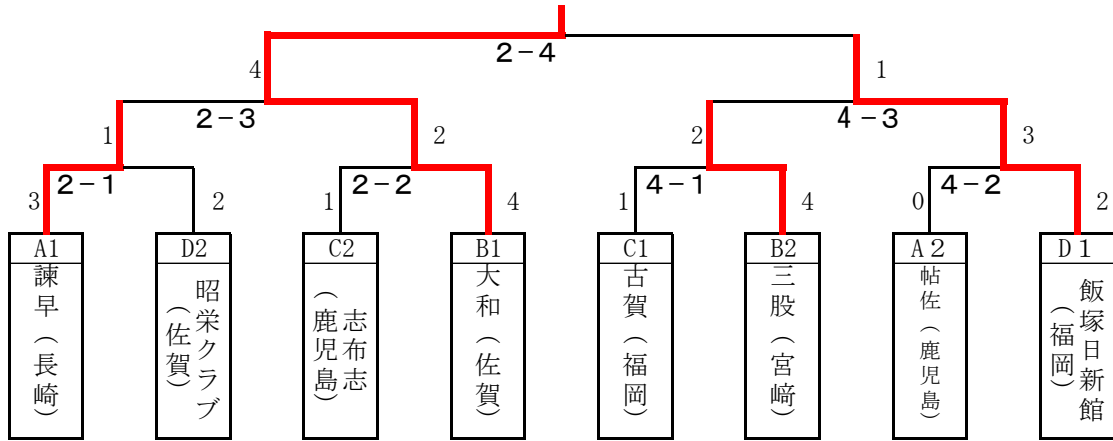 2-4
4
1
2-3
4-3
1
2
2
3
2-1
2-2
4-1
4-2
3
2
1
4
1
4
0
2
A1
D2
C2
B1
C1
B2
A2
D1
諫早(長崎)
昭栄クラブ
(佐賀)
志布志
(鹿児島)
大和(佐賀)
古賀(福岡)
三股(宮﨑)
帖佐(鹿児島)
飯塚日新館
(福岡)